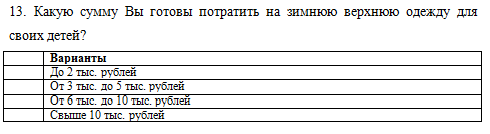 13. Какую сумму Вы готовы потратить на зимнюю верхнюю одежду для
своих детей?
Варианты
До 2 тыс. рублей
От 3 тыс. до 5 тыс. рублей
От 6 тыс. до 10 тыс. рублей
Свыше 10 тыс. рублей